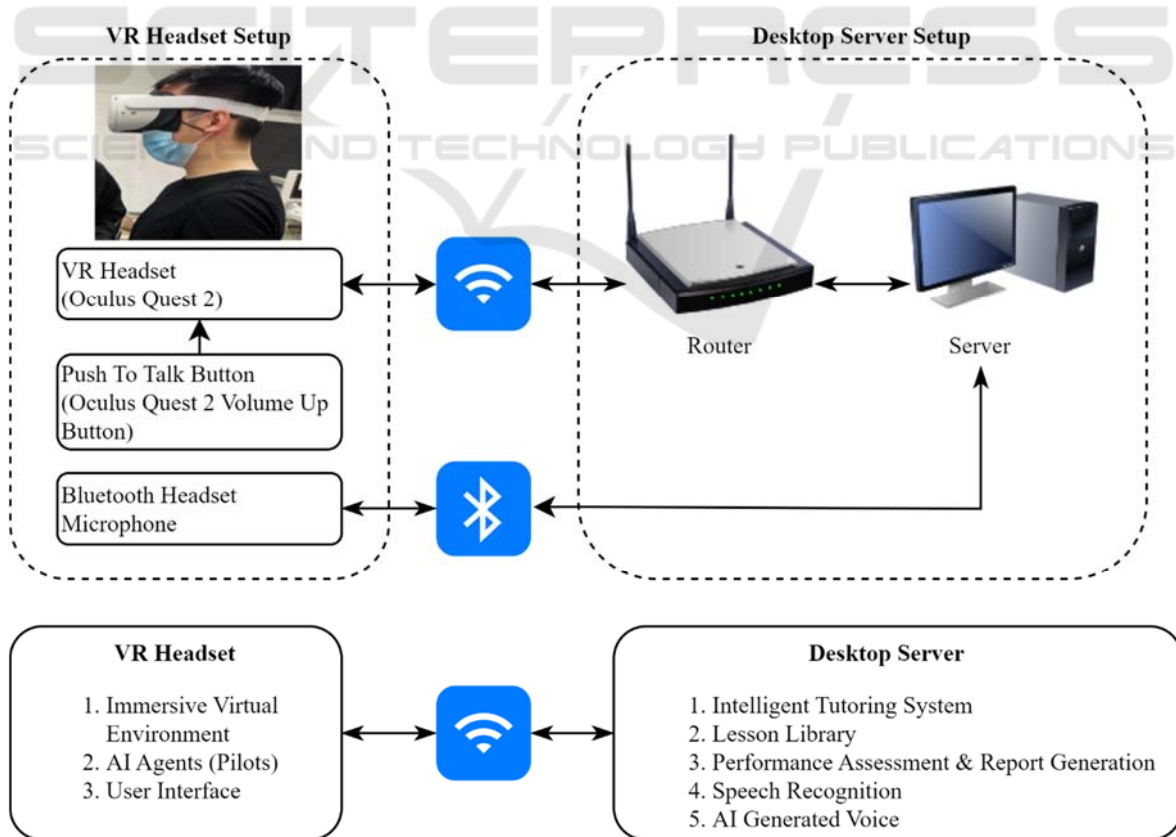 SCITEPRESS
SCIENCE AND TECHNOLOGY PUBLICATIONS
VR Headset Setup
Desktop Server Setup
VR Headset
(Oculus Quest 2)
Push To Talk Button
(Oculus Quest 2 Volume Up
Button)
Bluetooth Headset
Microphone
Router
Server
VR Headset
1. Immersive Virtual
Environment
2. AI Agents (Pilots)
3. User Interface
Desktop Server
1. Intelligent Tutoring System
2. Lesson Library
3. Performance Assessment & Report Generation
4. Speech Recognition
5. AI Generated Voice